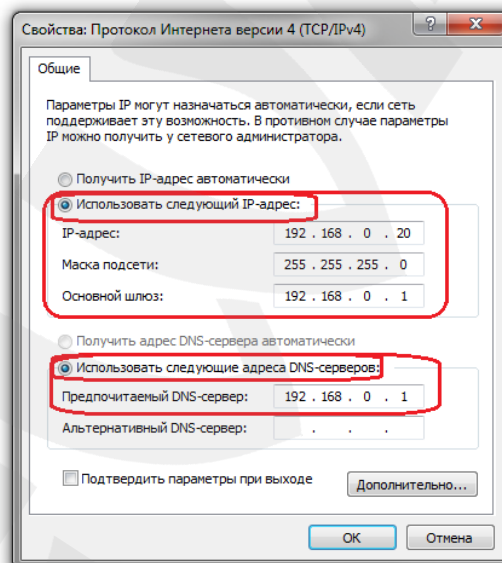 Свойства: Протокол Интернета версии 4 (TCP/IPv4)
Общие
Параметры IP могут назначаться автоматически, если сеть
поддерживает эту возможность. В противном случае параметры
IP можно получить у сетевого администратора.
Получить IP-адрес автоматически
Использовать следующий IP-адрес:
IP-адрес: 192 . 168 . 0 . 20
Маска подсети: 255 . 255 . 255 . 0
Основной шлюз: 192 . 168 . 0 . 1
Получить адрес DNS-сервера автоматически
Использовать следующие адреса DNS-серверов:
Предпочитаемый DNS-сервер: 192 . 168 . 0 . 1
Альтернативный DNS-сервер: . . .
Подтвердить параметры при выходе
Дополнительно...
OK Отмена